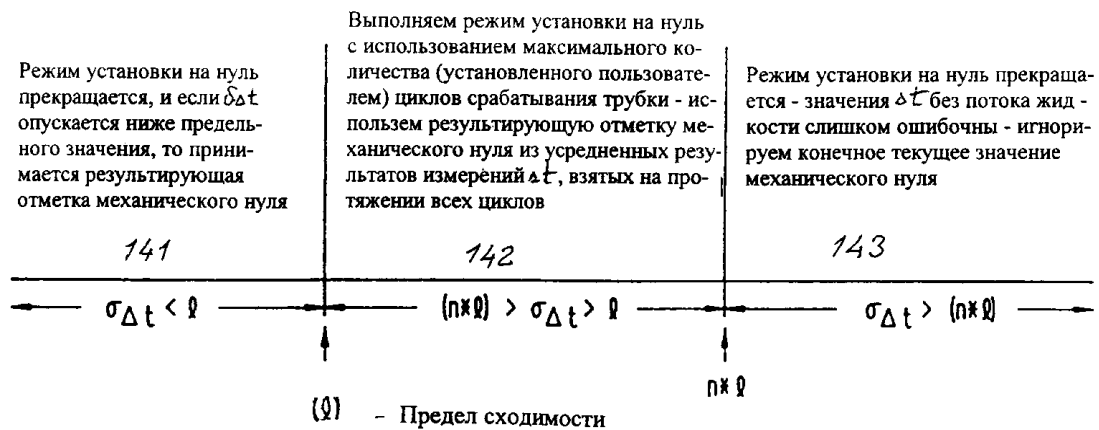 Режим установки на нуль
прекращается, и если δΔt
опускается ниже предель-
ного значения, то прини-
мается результирующая
отметка механического нуля
Выполняем режим установки на нуль
с использованием максимального ко-
личества (установленного пользовате-
лем) циклов срабатывания трубки - ис-
пользем результирующую отметку ме-
ханического нуля из усредненных резу-
льтатов измерений Δt, взятых на про-
тяжении всех циклов
Режим установки на нуль прекраща-
ется - значения Δt без потока жид -
кости слишком ошибочны - игнори-
руем конечное текущее значение
механического нуля
141
142
143
σΔt < ℓ
(n*ℓ) > σΔt > ℓ
σΔt > (n*ℓ)
n*ℓ
(ℓ) - Предел сходимости